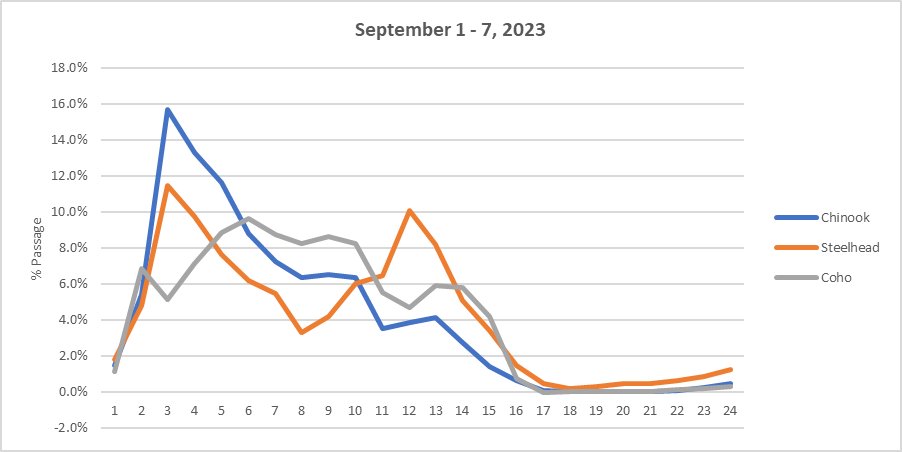 September 1 - 7, 2023
18.0%
16.0%
14.0%
12.0%
10.0%
8.0%
6.0%
4.0%
2.0%
0.0%
-2.0%
% Passage
1 2 3 4 5 6 7 8 9 10 11 12 13 14 15 16 17 18 19 20 21 22 23 24
Chinook
Steelhead
Coho